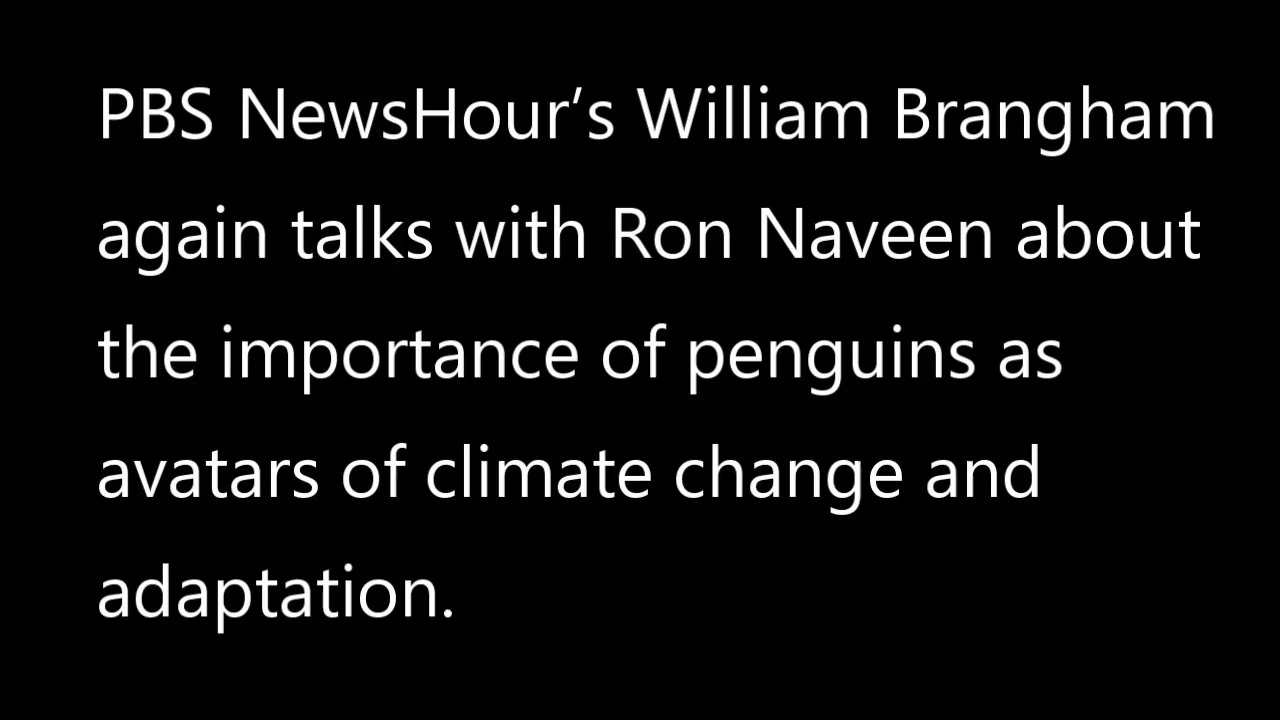 PBS NewsHour’s William Brangham
again talks with Ron Naveen about
the importance of penguins as
avatars of climate change and
adaptation.